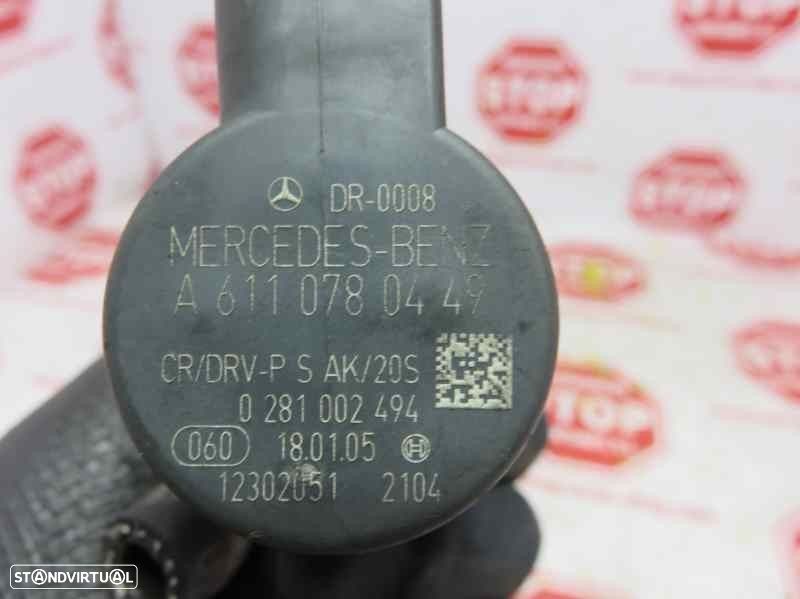 DR-0008
MERCEDES-BENZ
A 611 078 04 49
CR/DRV-P S AK/20S
0 281 002 494
060 18.01.05
12302051 2104
STOP
STOP
STOP
STOP
STANDVIRTUAL